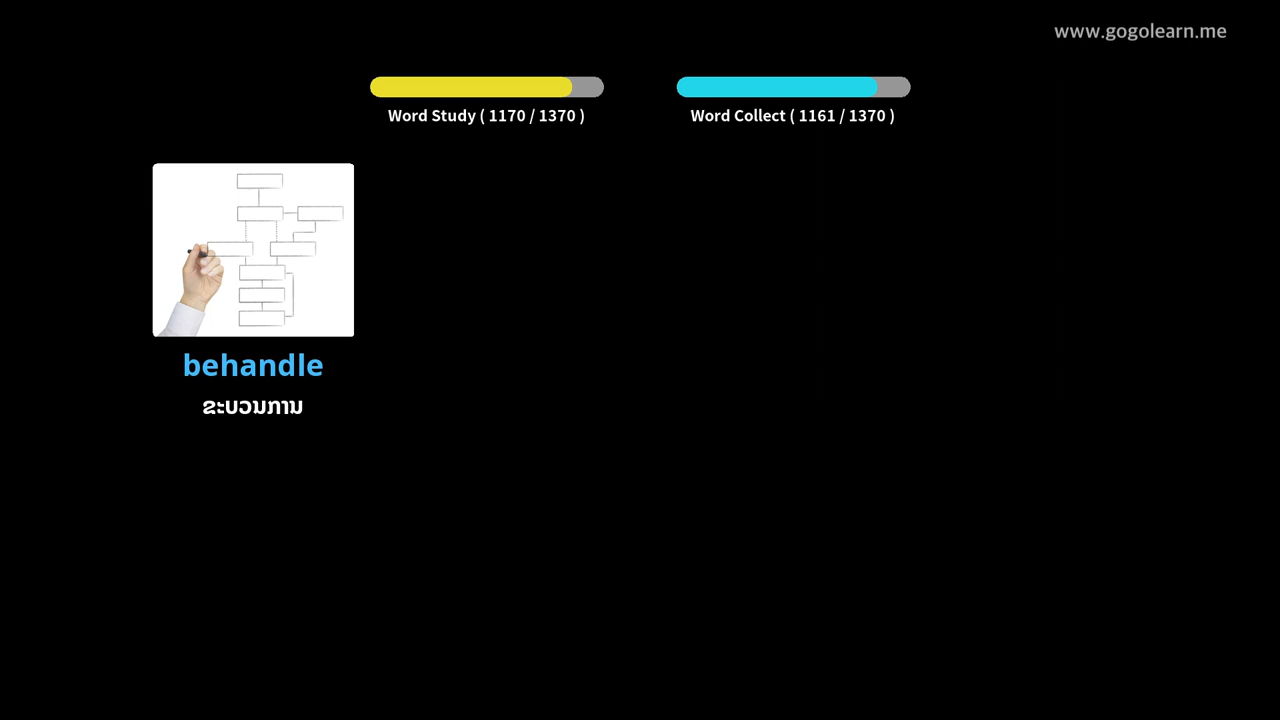 www.gogolearn.me
Word Study ( 1170 / 1370 )
Word Collect ( 1161 / 1370 )
behandle
ຂະບວນການ